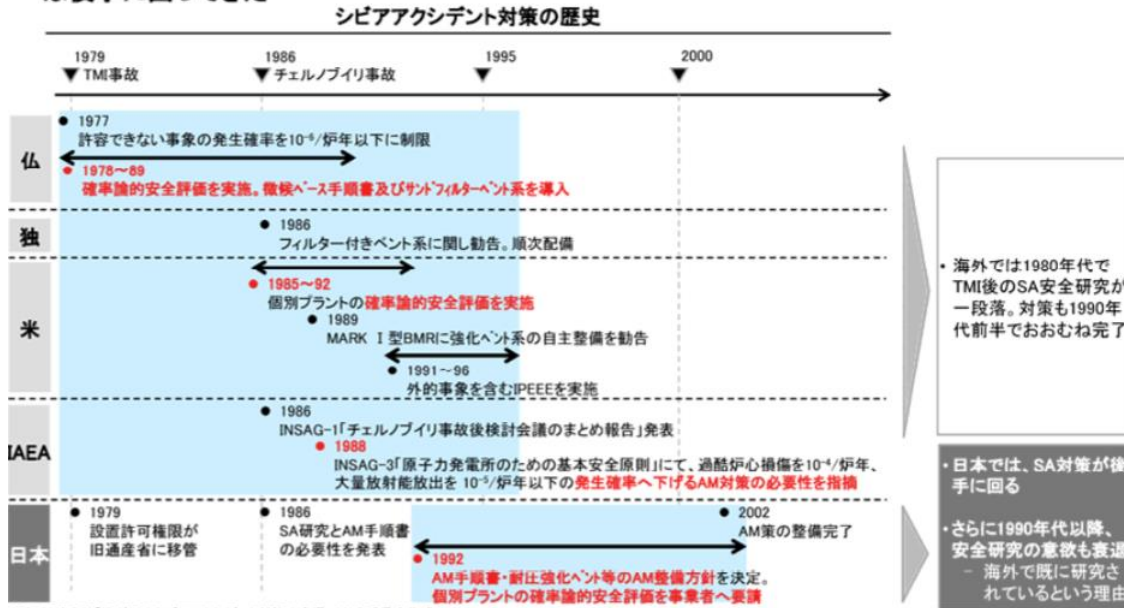 シビアアクシデント対策の歴史
1979
TMI事故
1986
チェルノブイリ事故
1995
2000
仏
1977
許容できない事象の発生確率を10⁻⁶/炉年以下に制限
1978～89
確率論的安全評価を実施。徴候ベース手順書及びサンドフィルターベント系を導入
独
1986
フィルター付きベント系に関し勧告。順次配備
米
1985～92
個別プラントの確率論的安全評価を実施
1989
MARK Ⅰ型BMRに強化ベント系の自主整備を勧告
1991～96
外的事象を含むIPEEEを実施
IAEA
1986
INSAG-1「チェルノブイリ事故後検討会議のまとめ報告」発表
1988
INSAG-3「原子力発電所のための基本安全原則」にて、過酷炉心損傷を10⁻⁴/炉年、
大量放射能放出を 10⁻⁵/炉年以下の発生確率へ下げるAM対策の必要性を指摘
日本
1979
設置許可権限が
旧通産省に移管
1986
SA研究とAM手順書
の必要性を発表
2002
AM策の整備完了
1992
AM手順書・耐圧強化ベント等のAM整備方針を決定。
個別プラントの確率論的安全評価を事業者へ要請
・海外では1980年代で
TMI後のSA安全研究が
一段落。対策も1990年
代前半でおおむね完了
・日本では、SA対策が後
手に回る
・さらに1990年代以降、
安全研究の意欲も衰退
－ 海外で既に研究さ
れているという理由